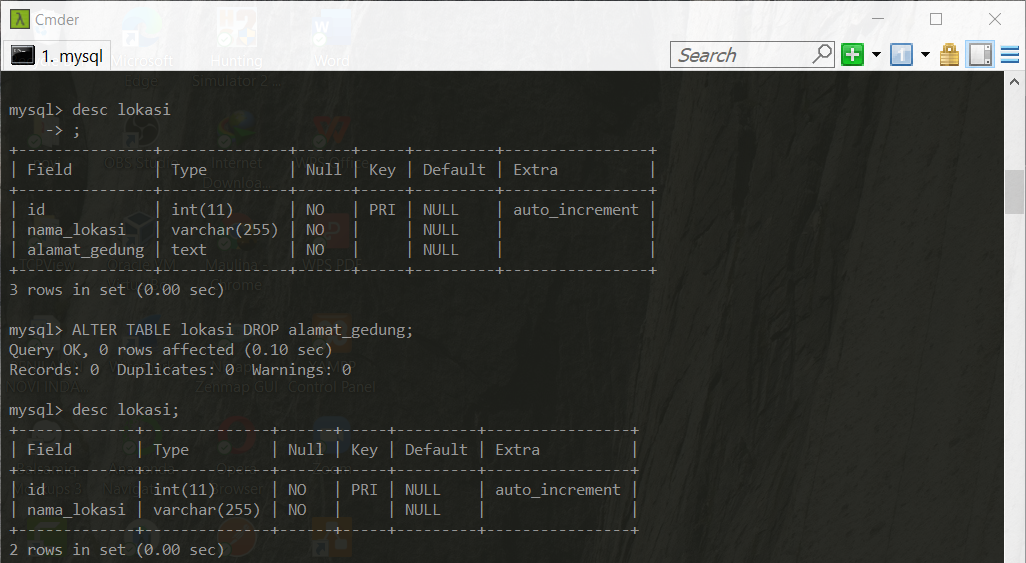 Cmder
1. mysql
Search
1
mysql> desc lokasi
    -> ;
+---------------+--------------+------+-----+---------+----------------+
| Field         | Type         | Null | Key | Default | Extra          |
+---------------+--------------+------+-----+---------+----------------+
| id            | int(11)      | NO   | PRI | NULL    | auto_increment |
| nama_lokasi   | varchar(255) | NO   |     | NULL    |                |
| alamat_gedung | text         | NO   |     | NULL    |                |
+---------------+--------------+------+-----+---------+----------------+
3 rows in set (0.00 sec)
mysql> ALTER TABLE lokasi DROP alamat_gedung;
Query OK, 0 rows affected (0.10 sec)
Records: 0  Duplicates: 0  Warnings: 0
mysql> desc lokasi;
+-------------+--------------+------+-----+---------+----------------+
| Field       | Type         | Null | Key | Default | Extra          |
+-------------+--------------+------+-----+---------+----------------+
| id          | int(11)      | NO   | PRI | NULL    | auto_increment |
| nama_lokasi | varchar(255) | NO   |     | NULL    |                |
+-------------+--------------+------+-----+---------+----------------+
2 rows in set (0.00 sec)